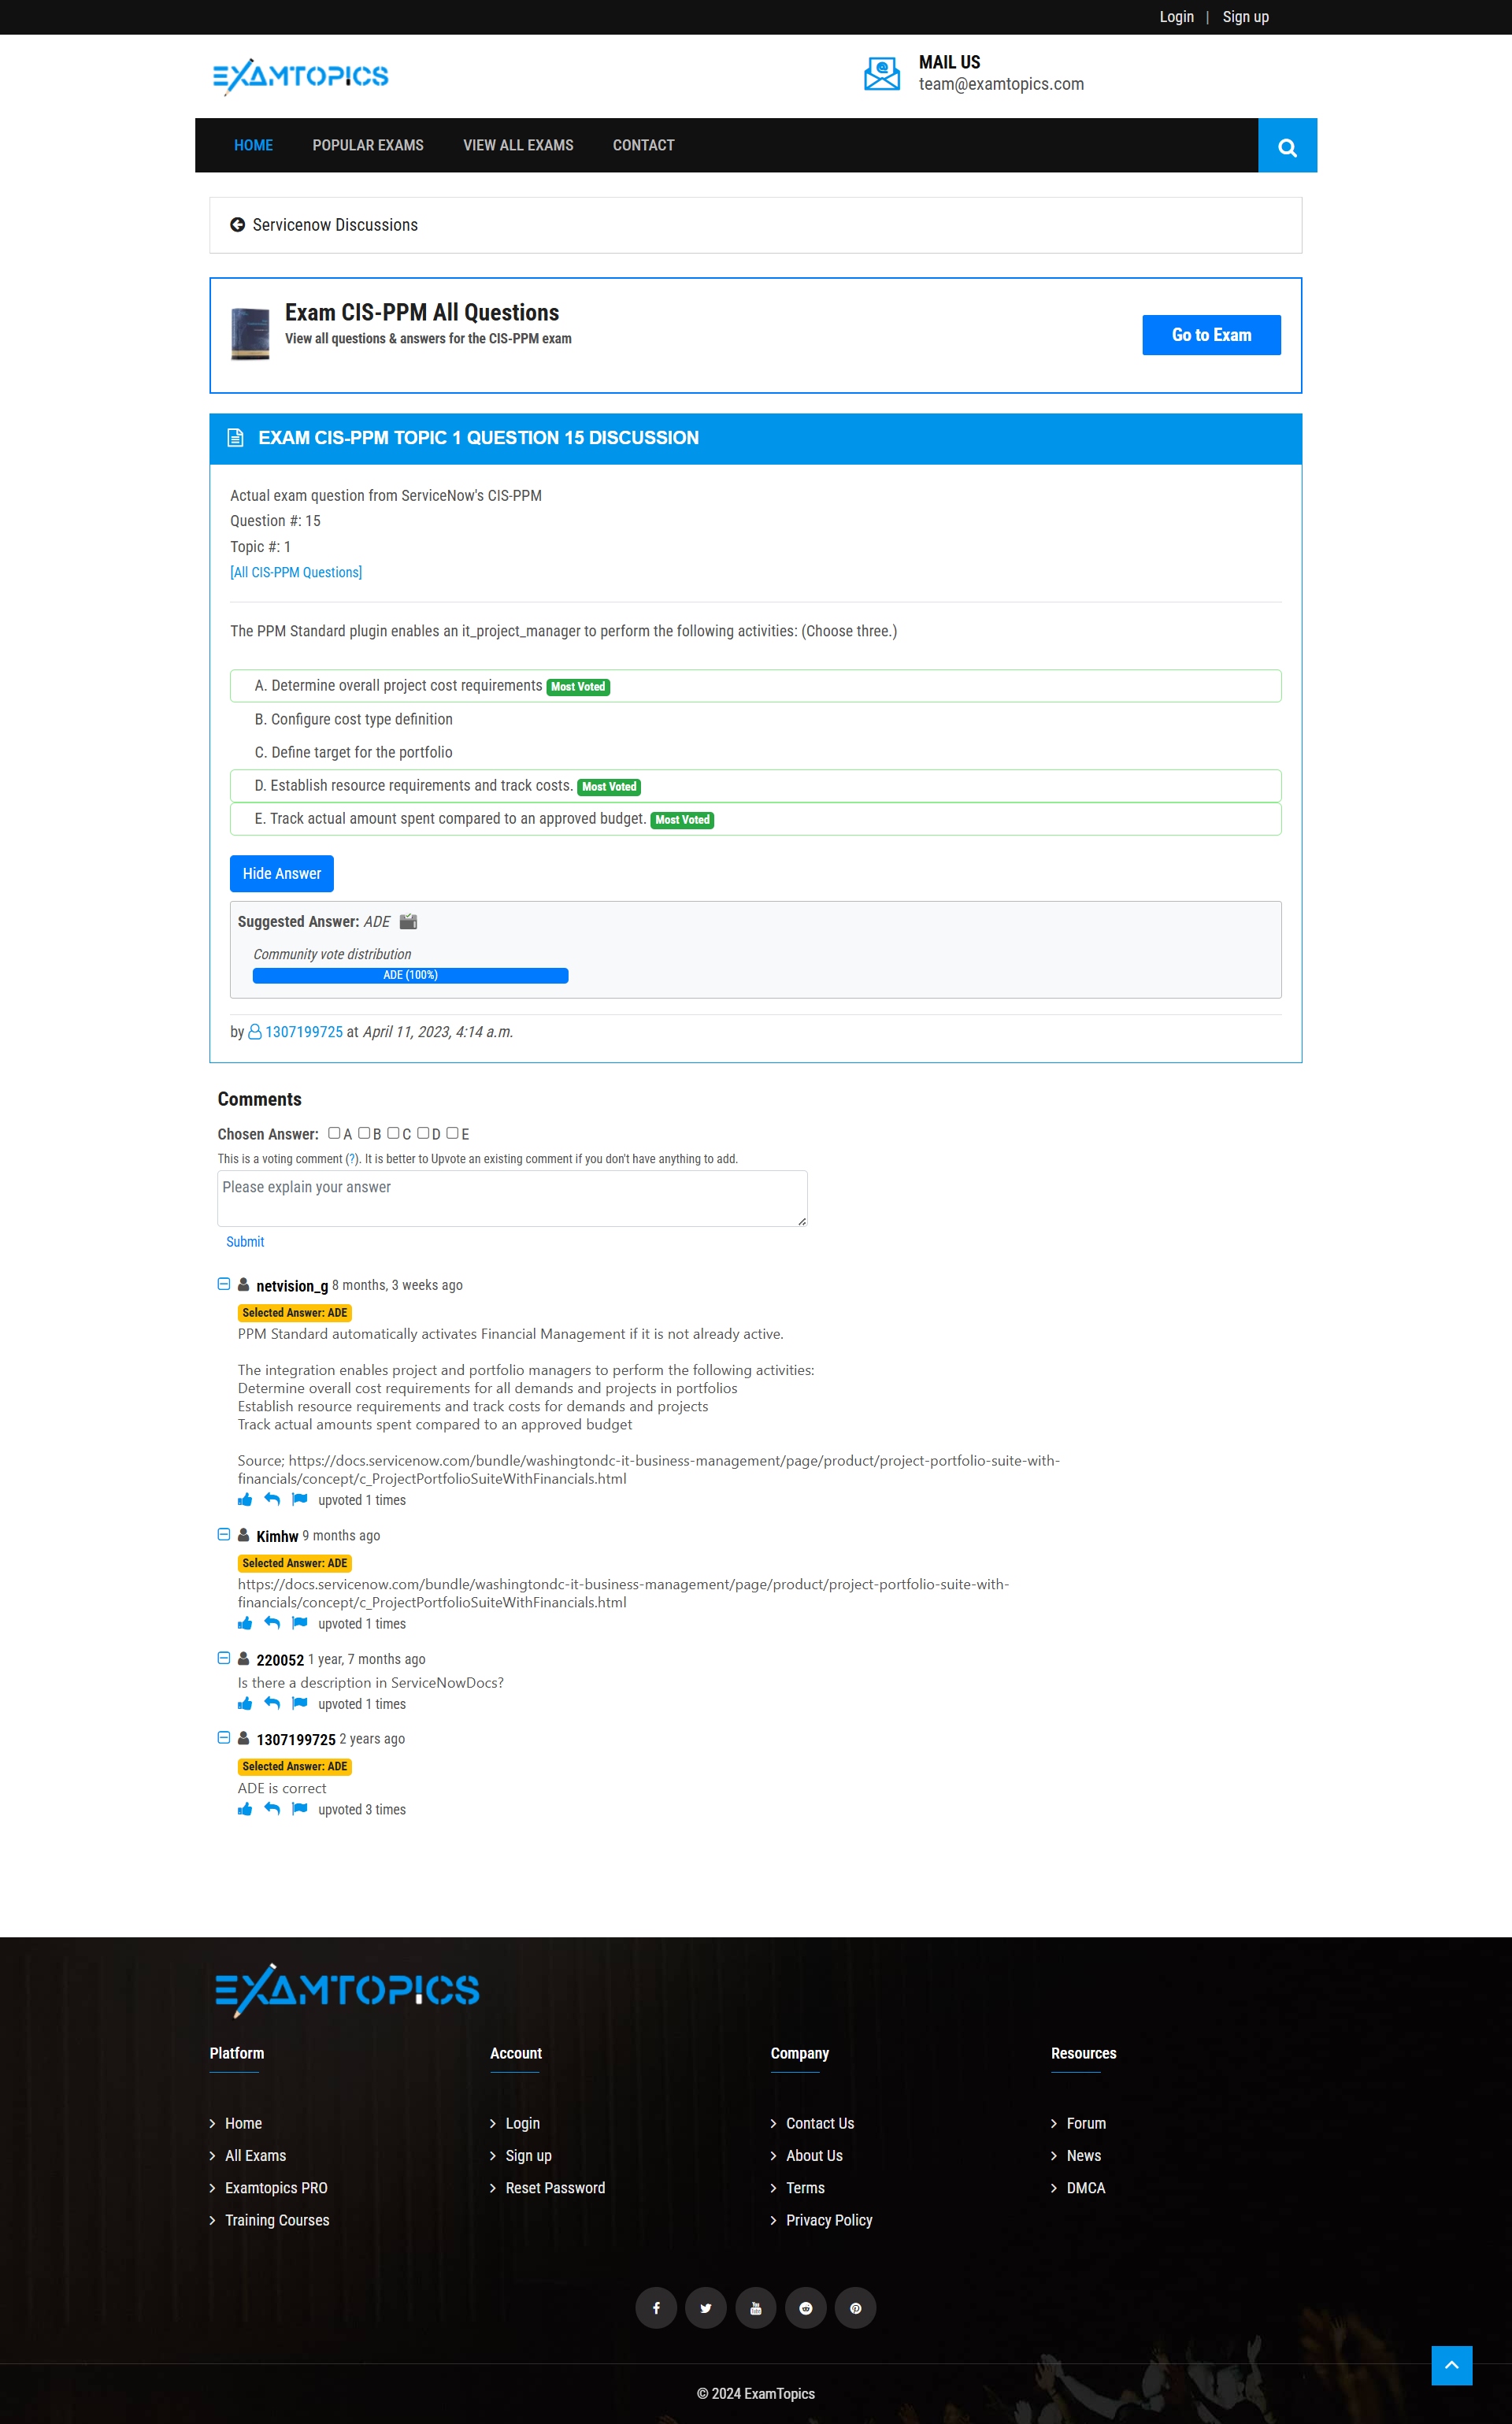 Login | Sign up
EXAMTOPICS
MAIL US
team@examtopics.com
HOME POPULAR EXAMS VIEW ALL EXAMS CONTACT
Servicenow Discussions
Exam CIS-PPM All Questions
View all questions & answers for the CIS-PPM exam
Go to Exam
EXAM CIS-PPM TOPIC 1 QUESTION 15 DISCUSSION
Actual exam question from ServiceNow's CIS-PPM
Question #: 15
Topic #: 1
[All CIS-PPM Questions]
The PPM Standard plugin enables an it_project_manager to perform the following activities: (Choose three.)
A. Determine overall project cost requirements Most Voted
B. Configure cost type definition
C. Define target for the portfolio
D. Establish resource requirements and track costs. Most Voted
E. Track actual amount spent compared to an approved budget. Most Voted
Hide Answer
Suggested Answer: ADE
Community vote distribution
ADE (100%)
by 1307199725 at April 11, 2023, 4:14 a.m.
Comments
Chosen Answer: A B C D E
This is a voting comment (?). It is better to Upvote an existing comment if you don't have anything to add.
Please explain your answer
Submit
netvision_g 8 months, 3 weeks ago
Selected Answer: ADE
PPM Standard automatically activates Financial Management if it is not already active.
The integration enables project and portfolio managers to perform the following activities:
Determine overall cost requirements for all demands and projects in portfolios
Establish resource requirements and track costs for demands and projects
Track actual amounts spent compared to an approved budget
Source; https://docs.servicenow.com/bundle/washingtondc-it-business-management/page/product/project-portfolio-suite-with-
financials/concept/c_ProjectPortfolioSuiteWithFinancials.html
upvoted 1 times
Kimhw 9 months ago
Selected Answer: ADE
https://docs.servicenow.com/bundle/washingtondc-it-business-management/page/product/project-portfolio-suite-with-
financials/concept/c_ProjectPortfolioSuiteWithFinancials.html
upvoted 1 times
220052 1 year, 7 months ago
Is there a description in ServiceNowDocs?
upvoted 1 times
1307199725 2 years ago
Selected Answer: ADE
ADE is correct
upvoted 3 times
EXAMTOPICS
Platform Account Company Resources
Home Login Contact Us Forum
All Exams Sign up About Us News
Examtopics PRO Reset Password Terms DMCA
Training Courses Privacy Policy
© 2024 ExamTopics